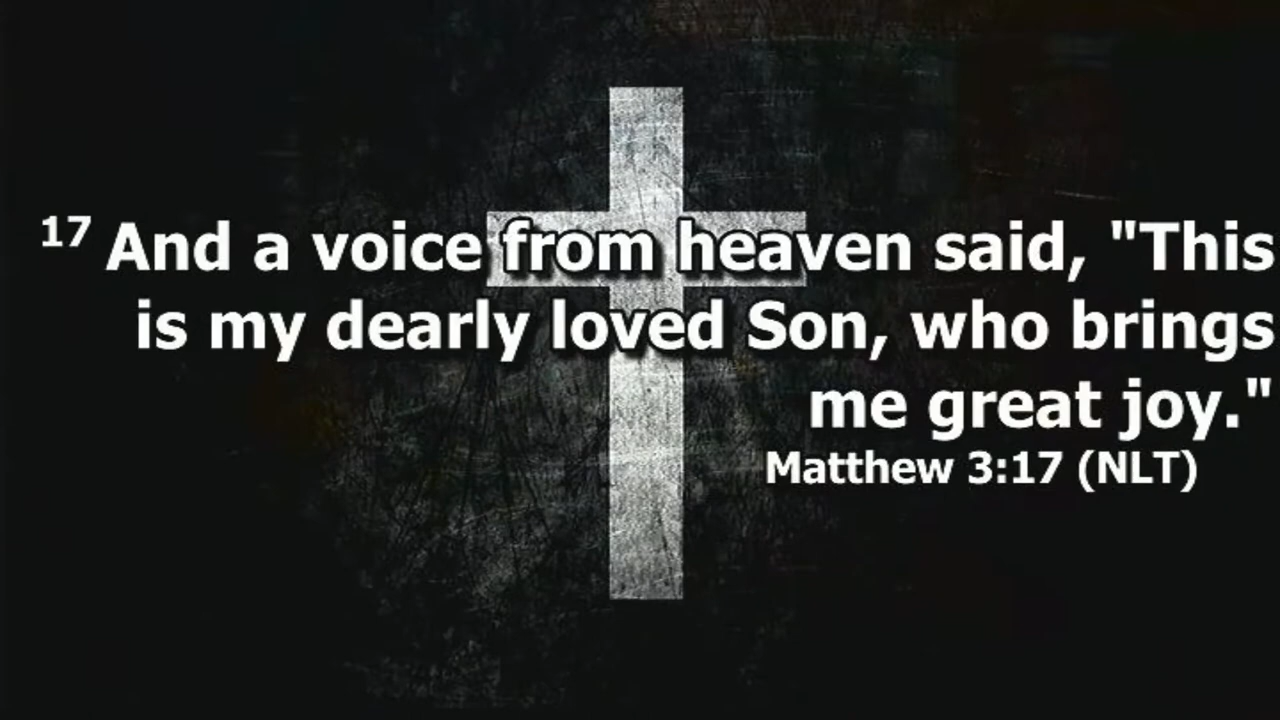 17 And a voice from heaven said, "This
is my dearly loved Son, who brings
me great joy."
Matthew 3:17 (NLT)